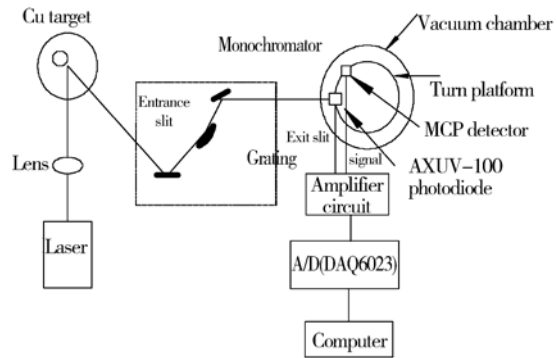 Cu target
Vacuum chamber
Monochromator
Turn platform
Entrance
slit
MCP detector
Exit slit
Lens
Grating
signal
AXUV-100
photodiode
Amplifier
circuit
Laser
A/D(DAQ6023)
Computer